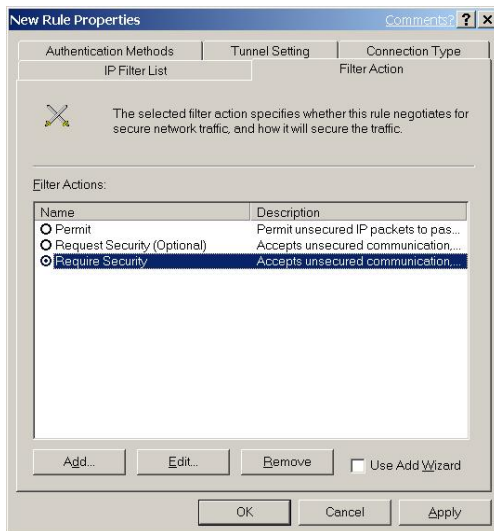 New Rule Properties Comments? ? ×
Authentication Methods Tunnel Setting Connection Type
IP Filter List Filter Action
The selected filter action specifies whether this rule negotiates for
secure network traffic, and how it will secure the traffic.
Filter Actions:
Name Description
Permit Permit unsecured IP packets to pas...
Request Security (Optional) Accepts unsecured communication,...
Require Security Accepts unsecured communication,...
Add... Edit... Remove Use Add Wizard
OK Cancel Apply